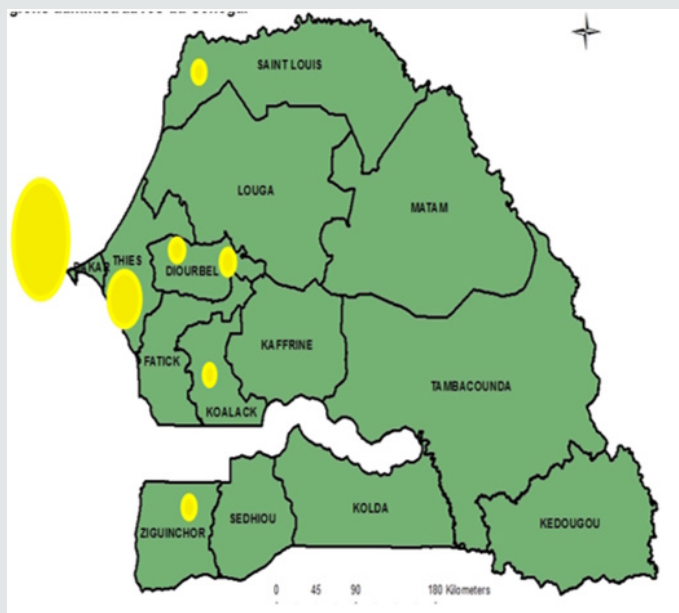 SAINT LOUIS
LOUGA
MATAM
THIES
DAKAR
DIOURBEL
FATICK
KAFFRINE
TAMBACOUNDA
KOALACK
ZIGUINCHOR
SEDHIOU
KOLDA
KEDOUGOU
0 45 90 180 Kilometers